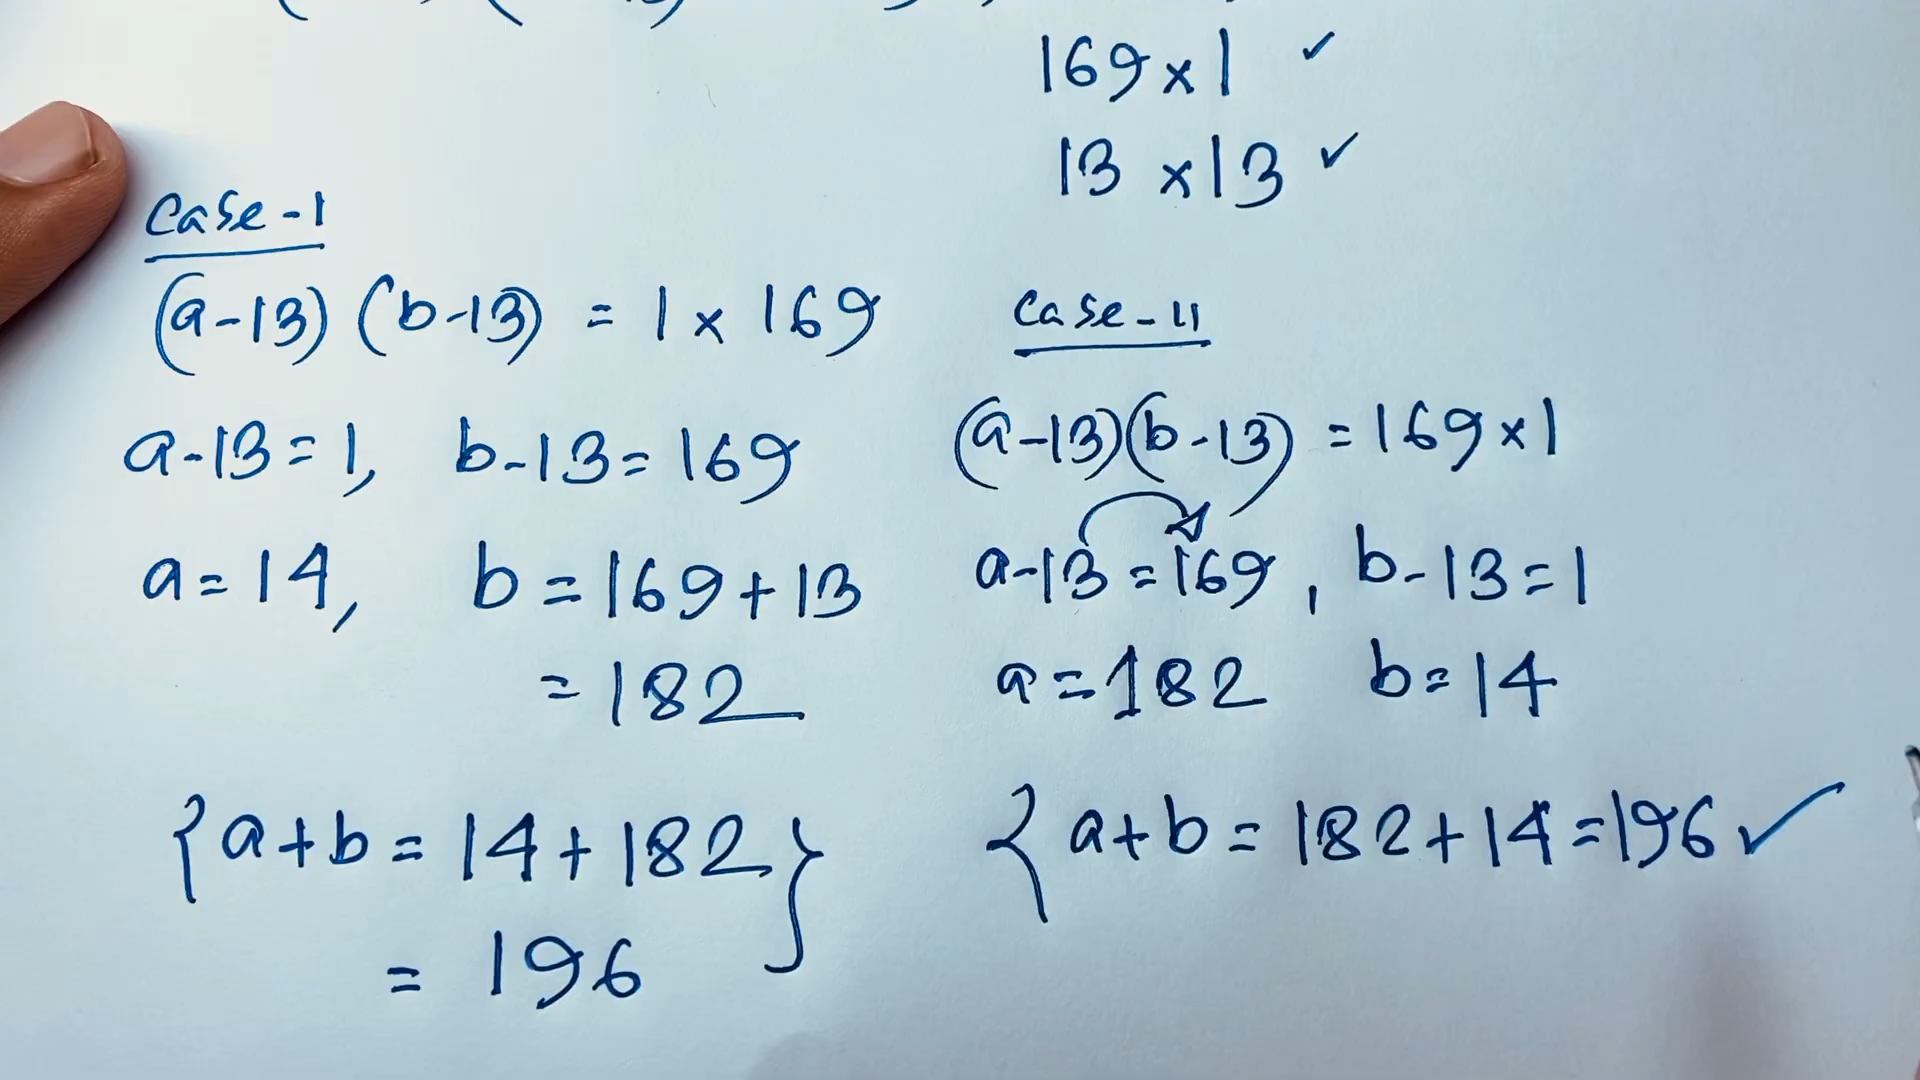 169 x 1 ✓
13 x 13 ✓
Case - 1
(a-13) (b-13) = 1 x 169
a-13 = 1, b-13 = 169
a = 14, b = 169 + 13
= 182
{a+b = 14 + 182}
= 196
Case - 11
(a-13)(b-13) = 169 x 1
a-13 = 169, b-13 = 1
a = 182 b = 14
{a+b = 182 + 14 = 196 ✓